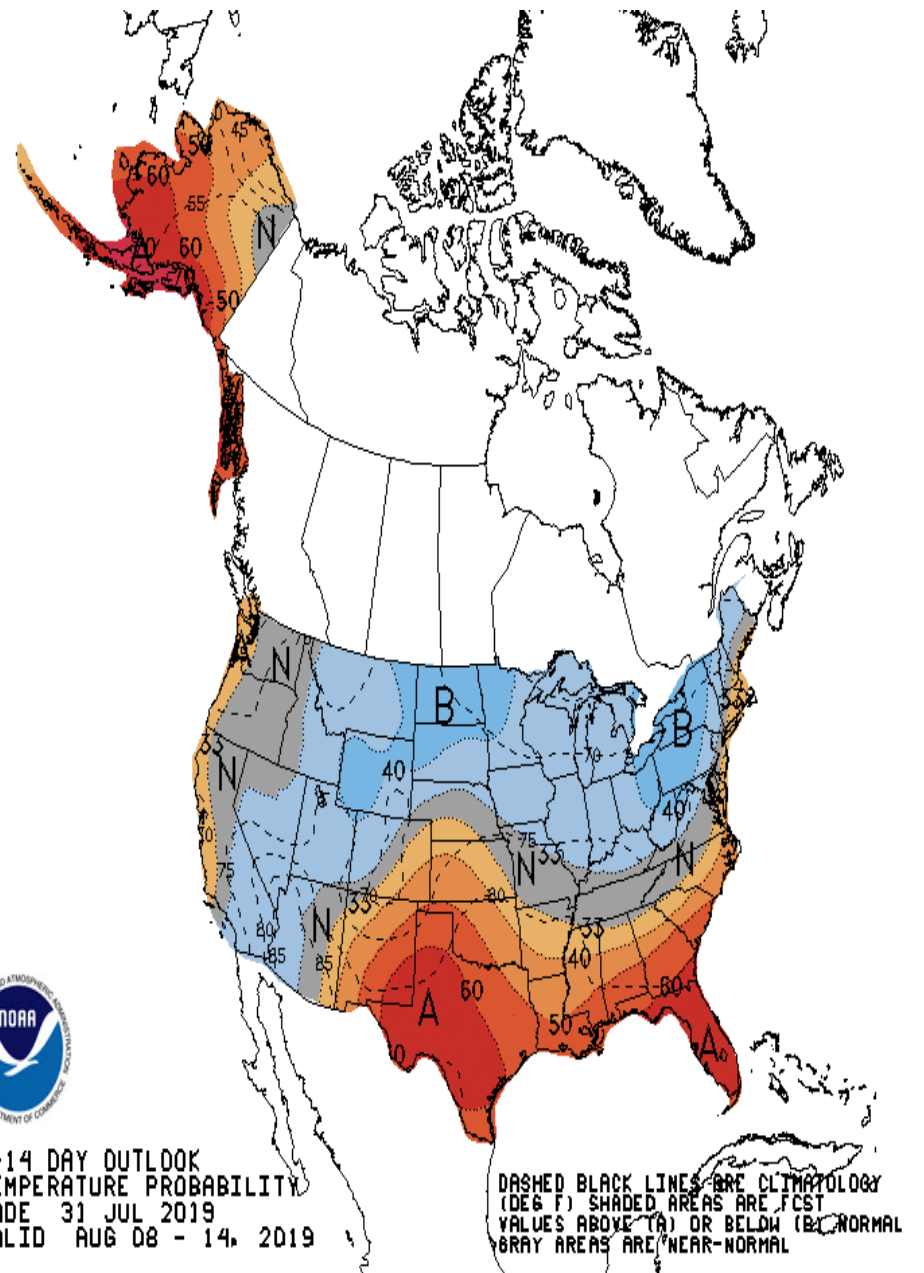 45
50
60
55
N
A
60
70
50
A
N
B
33
B
33
N
40
70
40
75
33
N
N
75
33
80
N
33
80
85
85
40
60
60
A
50
A
NOAA
-14 DAY OUTLOOK
EMPERATURE PROBABILITY
ADE 31 JUL 2019
ALID AUG 08 - 14, 2019
DASHED BLACK LINES ARE CLIMATOLOGY
(DEG F) SHADED AREAS ARE FCST
VALUES ABOVE (A) OR BELOW (B) NORMAL
GRAY AREAS ARE NEAR-NORMAL